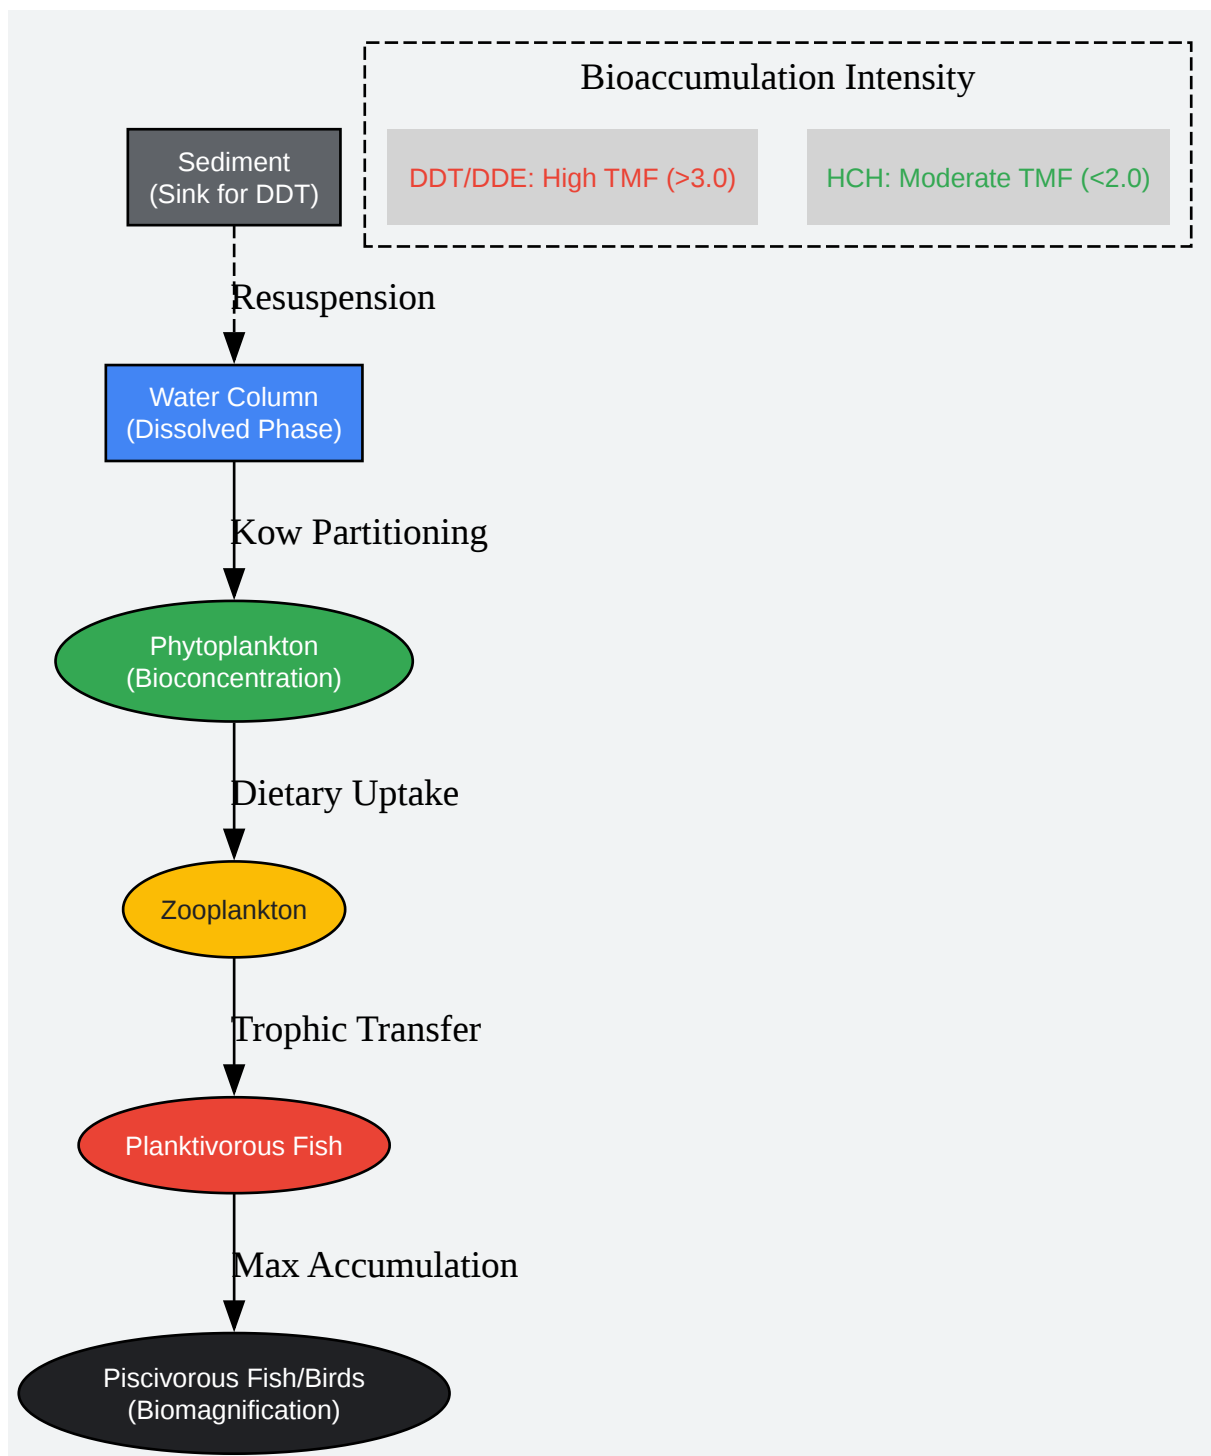 Bioaccumulation Intensity
DDT/DDE: High TMF (>3.0)
HCH: Moderate TMF (<2.0)
Sediment
(Sink for DDT)
Resuspension
Water Column
(Dissolved Phase)
Kow Partitioning
Phytoplankton
(Bioconcentration)
Dietary Uptake
Zooplankton
Trophic Transfer
Planktivorous Fish
Max Accumulation
Piscivorous Fish/Birds
(Biomagnification)